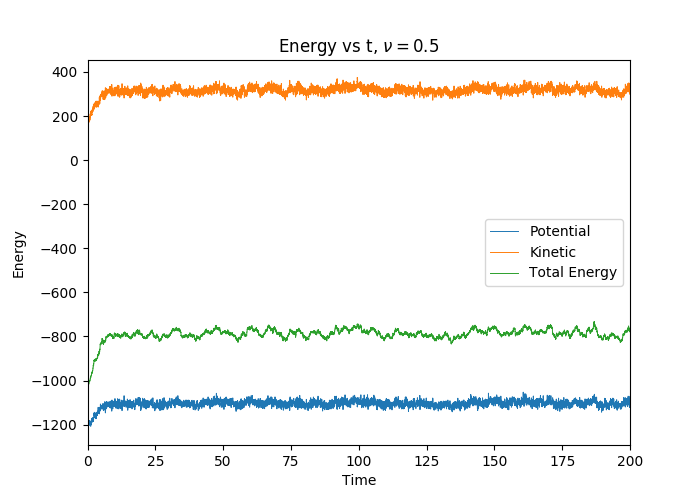 Energy vs t, ν = 0.5
400
200
0
−200
−400
−600
−800
−1000
−1200
Energy
Potential
Kinetic
Total Energy
0 25 50 75 100 125 150 175 200
Time